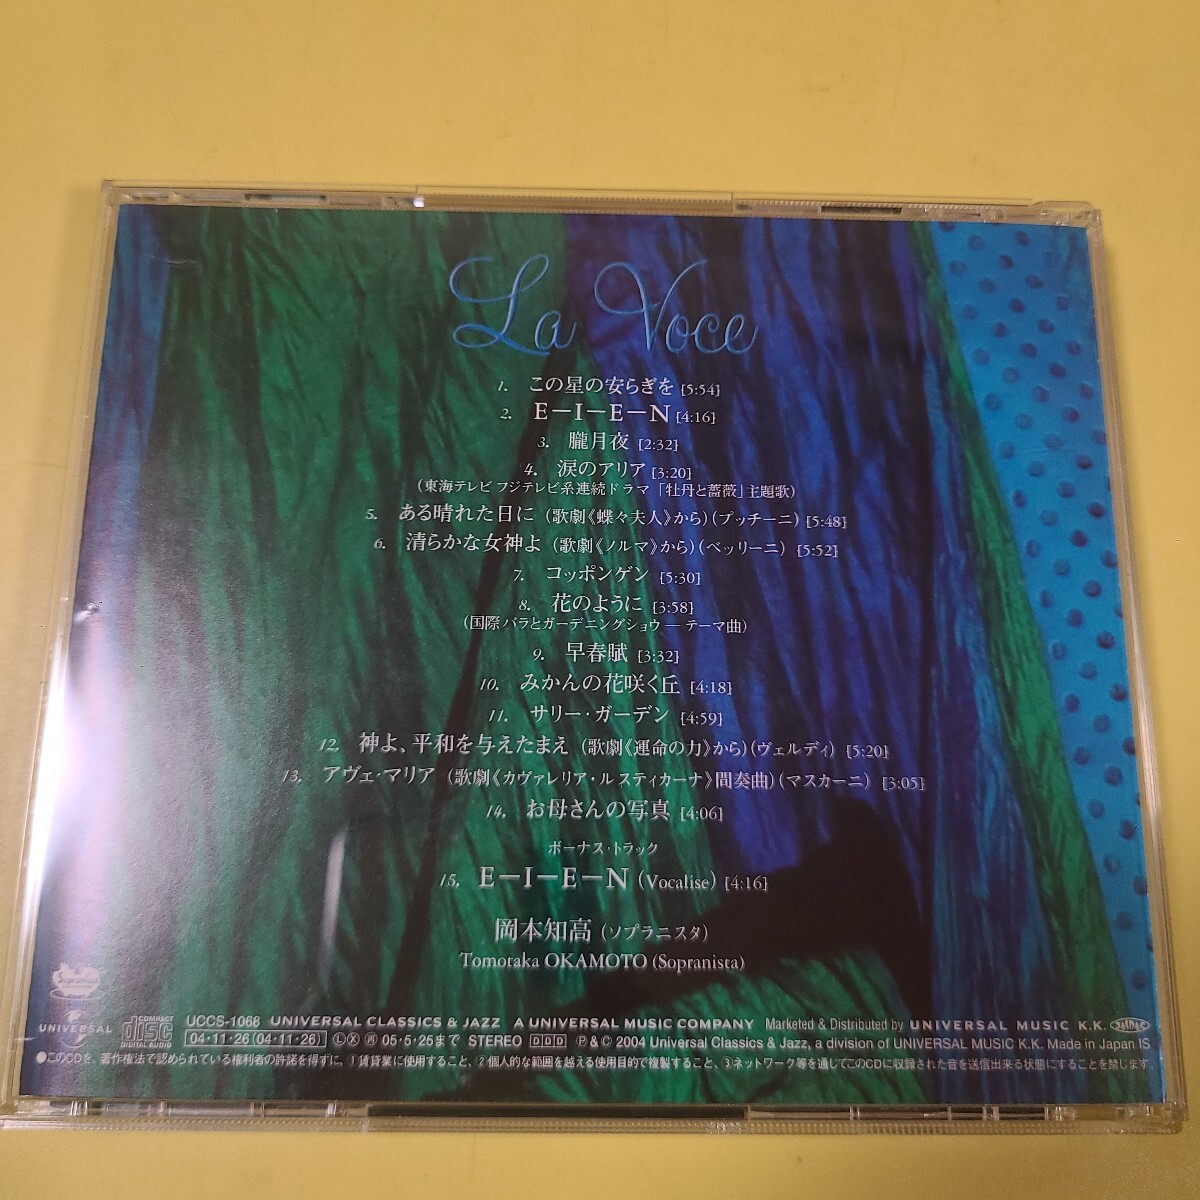 La Voce
1. この星の安らぎを [5:54]
2. E－I－E－N [4:16]
3. 朧月夜 [2:32]
4. 涙のアリア [3:20]
(東海テレビ フジテレビ系連続ドラマ「牡丹と薔薇」主題歌)
5. ある晴れた日に (歌劇《蝶々夫人》から)(プッチーニ) [5:48]
6. 清らかな女神よ (歌劇《ノルマ》から)(ベッリーニ) [5:52]
7. コッポンゲン [5:30]
8. 花のように [3:58]
(国際バラとガーデニングショウ ― テーマ曲)
9. 早春賦 [3:32]
10. みかんの花咲く丘 [4:18]
11. サリー・ガーデン [4:59]
12. 神よ、平和を与えたまえ (歌劇《運命の力》から)(ヴェルディ) [5:20]
13. アヴェ・マリア (歌劇《カヴァレリア・ルスティカーナ》間奏曲)(マスカーニ) [3:05]
14. お母さんの写真 [4:06]
ボーナス・トラック
15. E－I－E－N (Vocalise) [4:16]
岡本知高 (ソプラニスタ)
Tomotaka OKAMOTO (Sopranista)
UNIVERSAL COMPACT disc DIGITAL AUDIO UCCS-1068 UNIVERSAL CLASSICS & JAZZ A UNIVERSAL MUSIC COMPANY Marketed & Distributed by UNIVERSAL MUSIC K.K.
04・11・26(04・11・26) Ⓛ Ⓧ 05・5・25まで STEREO DDD ℗ & © 2004 Universal Classics & Jazz, a division of UNIVERSAL MUSIC K.K. Made in Japan IS
●このCDを、著作権法で認められている権利者の許諾を得ずに、①賃貸業に使用すること、②個人的な範囲を越える使用目的で複製すること、③ネットワーク等を通じてこのCDに収録された音を送信出来る状態にすることを禁じます。